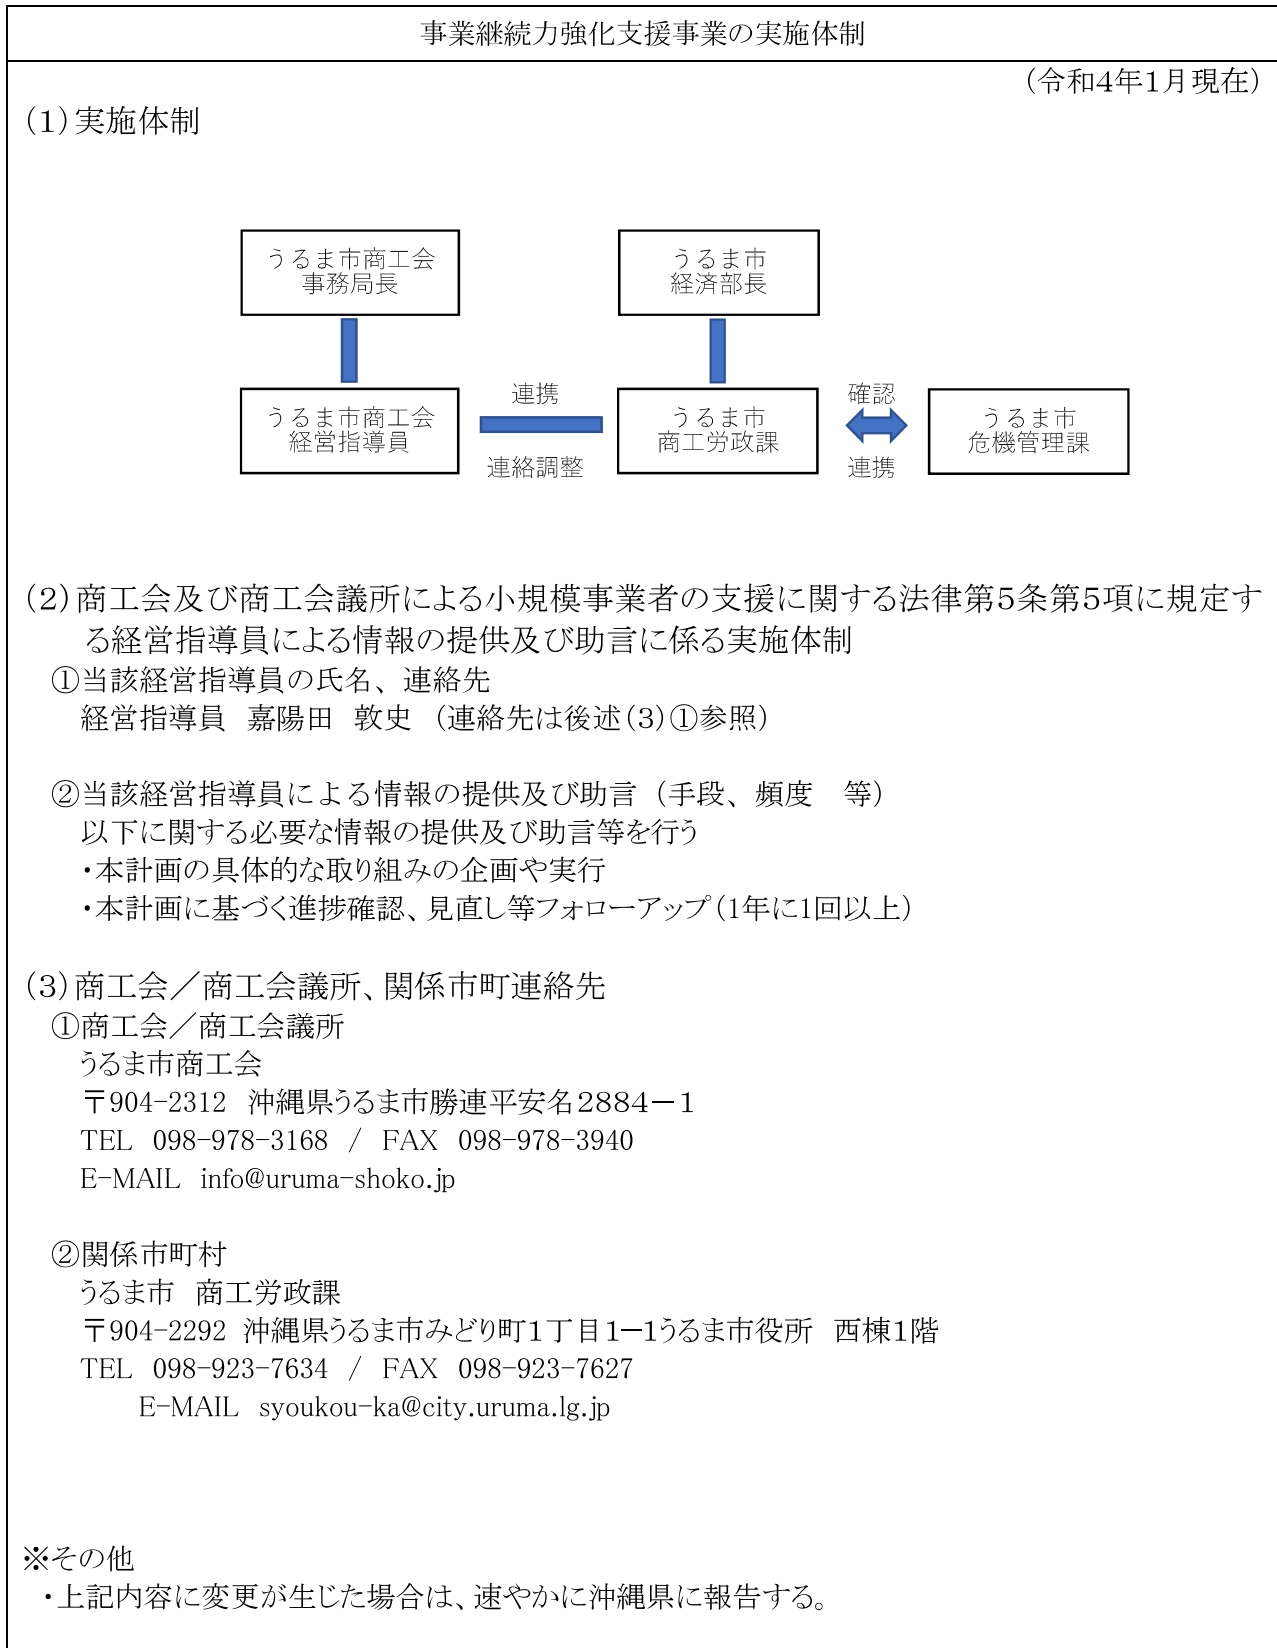 事業継続力強化支援事業の実施体制
（令和4年1月現在）
（1）実施体制
うるま市商工会
事務局長
うるま市
経済部長
うるま市商工会
経営指導員
連携
連絡調整
うるま市
商工労政課
確認
連携
うるま市
危機管理課
（2）商工会及び商工会議所による小規模事業者の支援に関する法律第5条第5項に規定す
る経営指導員による情報の提供及び助言に係る実施体制
①当該経営指導員の氏名、連絡先
経営指導員　嘉陽田　敦史　（連絡先は後述（3）①参照）
②当該経営指導員による情報の提供及び助言（手段、頻度　等）
以下に関する必要な情報の提供及び助言等を行う
・本計画の具体的な取り組みの企画や実行
・本計画に基づく進捗確認、見直し等フォローアップ（1年に1回以上）
（3）商工会／商工会議所、関係市町連絡先
①商工会／商工会議所
うるま市商工会
〒904-2312　沖縄県うるま市勝連平安名２８８４－１
TEL　098-978-3168　/　FAX　098-978-3940
E-MAIL　info@uruma-shoko.jp
②関係市町村
うるま市　商工労政課
〒904-2292　沖縄県うるま市みどり町1丁目1－1うるま市役所　西棟1階
TEL　098-923-7634　/　FAX　098-923-7627
E-MAIL　syoukou-ka@city.uruma.lg.jp
※その他
・上記内容に変更が生じた場合は、速やかに沖縄県に報告する。